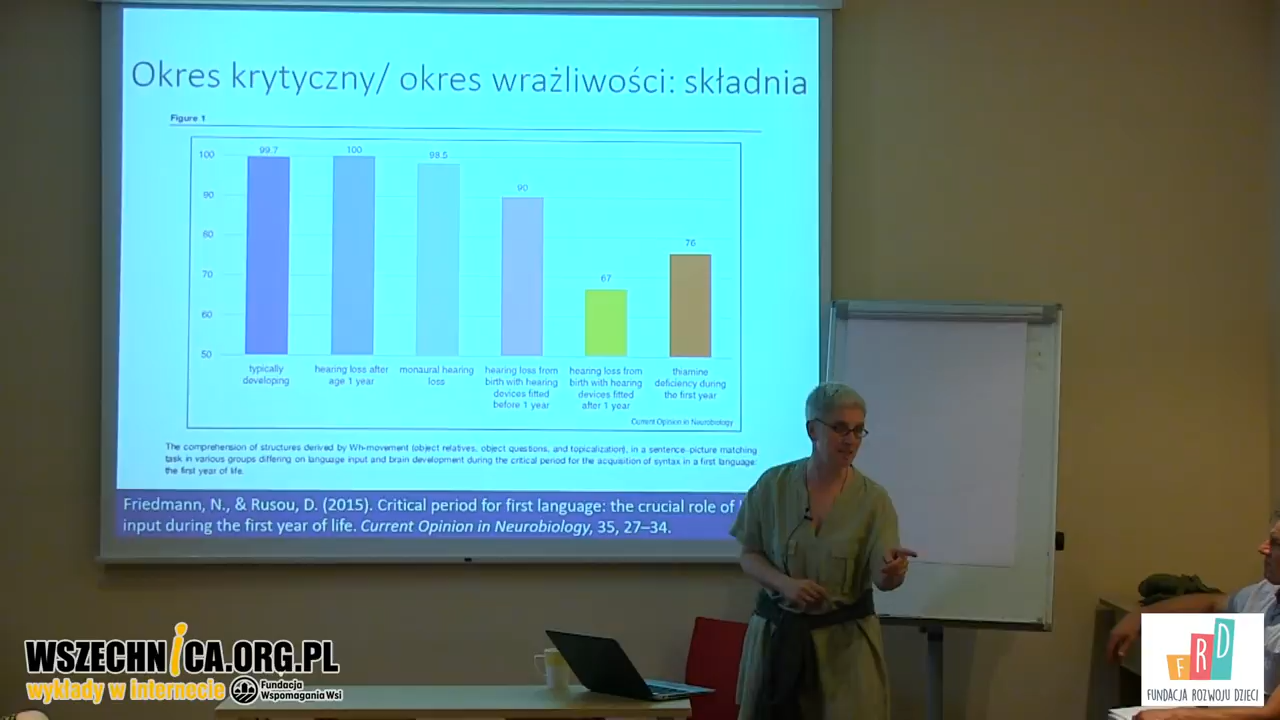 Okres krytyczny/ okres wrażliwości: składnia
Figure 1
99.7 100 98.5 90 67 76
100
90
80
70
60
50
typically developing
hearing loss after age 1 year
monaural hearing loss
hearing loss from birth with hearing devices fitted before 1 year
hearing loss from birth with hearing devices fitted after 1 year
thiamine deficiency during the first year
Current Opinion in Neurobiology
The comprehension of structures derived by Wh-movement (object relatives, object questions, and topicalization), in a sentence-picture matching
task in various groups differing on language input and brain development during the critical period for the acquisition of syntax in a first language:
the first year of life.
Friedmann, N., & Rusou, D. (2015). Critical period for first language: the crucial role of
input during the first year of life. Current Opinion in Neurobiology, 35, 27–34.
WSZECHNICA.ORG.PL
wykłady w internecie
Fundacja
Wspomagania Wsi
FRD
FUNDACJA ROZWOJU DZIECI